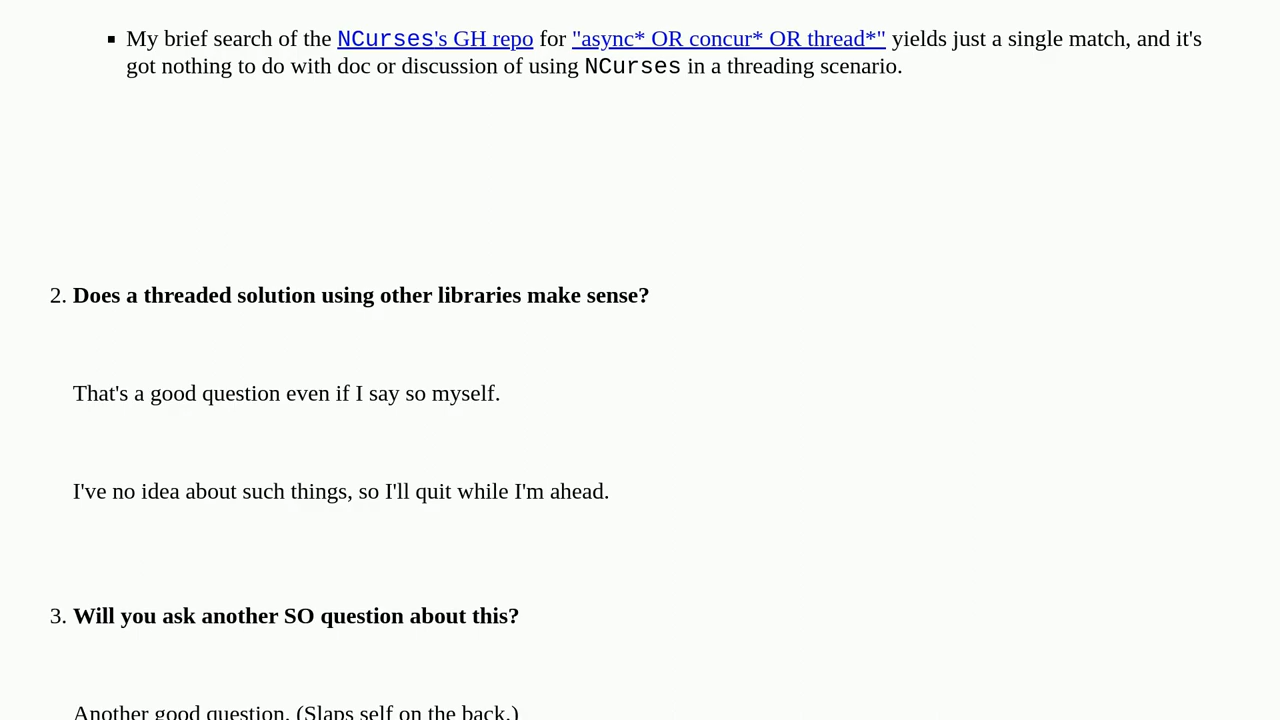 ▪ My brief search of the NCurses's GH repo for "async* OR concur* OR thread*" yields just a single match, and it's
got nothing to do with doc or discussion of using NCurses in a threading scenario.
2. Does a threaded solution using other libraries make sense?
That's a good question even if I say so myself.
I've no idea about such things, so I'll quit while I'm ahead.
3. Will you ask another SO question about this?
Another good question. (Slaps self on the back.)